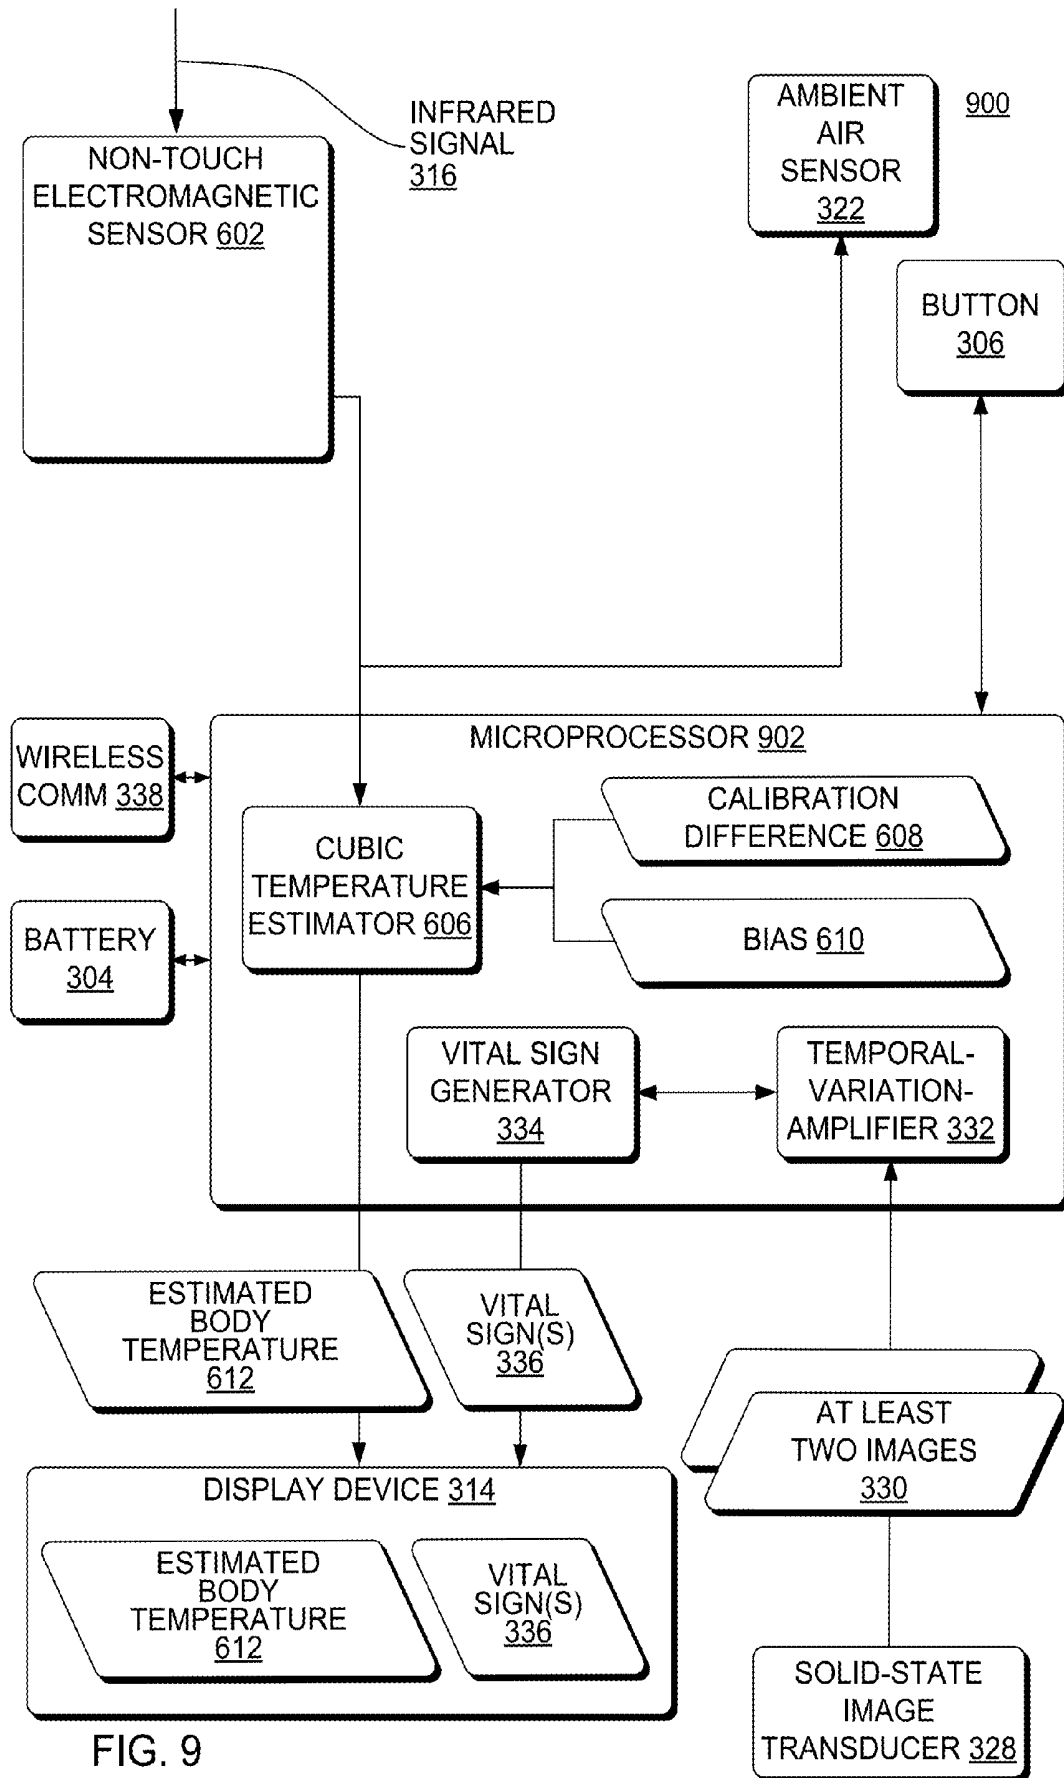 INFRARED
SIGNAL
316
AMBIENT
AIR
SENSOR
322
900
NON-TOUCH
ELECTROMAGNETIC
SENSOR 602
BUTTON
306
MICROPROCESSOR 902
WIRELESS
COMM 338
CALIBRATION
DIFFERENCE 608
CUBIC
TEMPERATURE
ESTIMATOR 606
BATTERY
304
BIAS 610
VITAL SIGN
GENERATOR
334
TEMPORAL-
VARIATION-
AMPLIFIER 332
ESTIMATED
BODY
TEMPERATURE
612
VITAL
SIGN(S)
336
AT LEAST
TWO IMAGES
330
DISPLAY DEVICE 314
ESTIMATED
BODY
TEMPERATURE
612
VITAL
SIGN(S)
336
SOLID-STATE
IMAGE
TRANSDUCER 328
FIG. 9